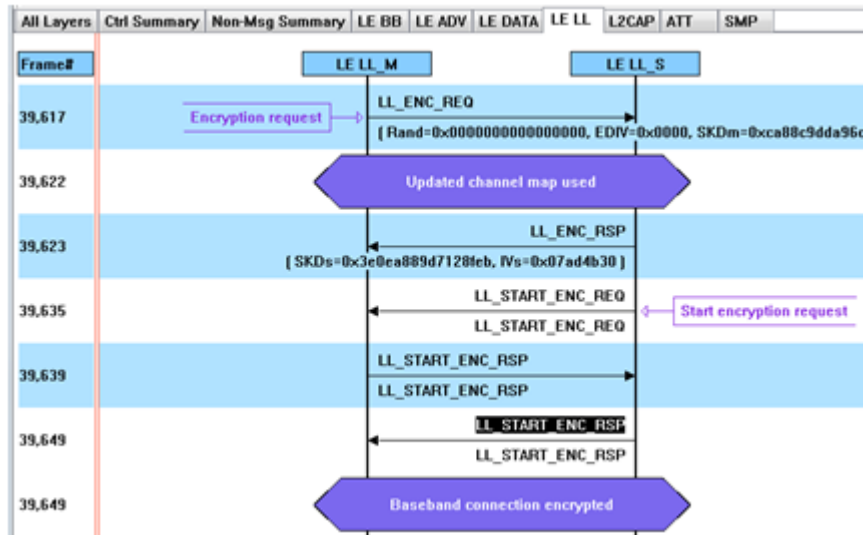 All Layers Ctrl Summary Non-Msg Summary LE BB LE ADV LE DATA LE LL L2CAP ATT SMP
Frame# LE LL_M LE LL_S
LL_ENC_REQ
39,617 Encryption request
[ Rand=0x0000000000000000, EDIV=0x0000, SKDm=0xca88c9dda96c
39,622 Updated channel map used
LL_ENC_RSP
39,623
[ SKDs=0x3e0ea889d7128feb, IVs=0x07ad4b30 ]
LL_START_ENC_REQ
39,635 Start encryption request
LL_START_ENC_REQ
LL_START_ENC_RSP
39,639
LL_START_ENC_RSP
LL_START_ENC_RSP
39,649
LL_START_ENC_RSP
39,649 Baseband connection encrypted